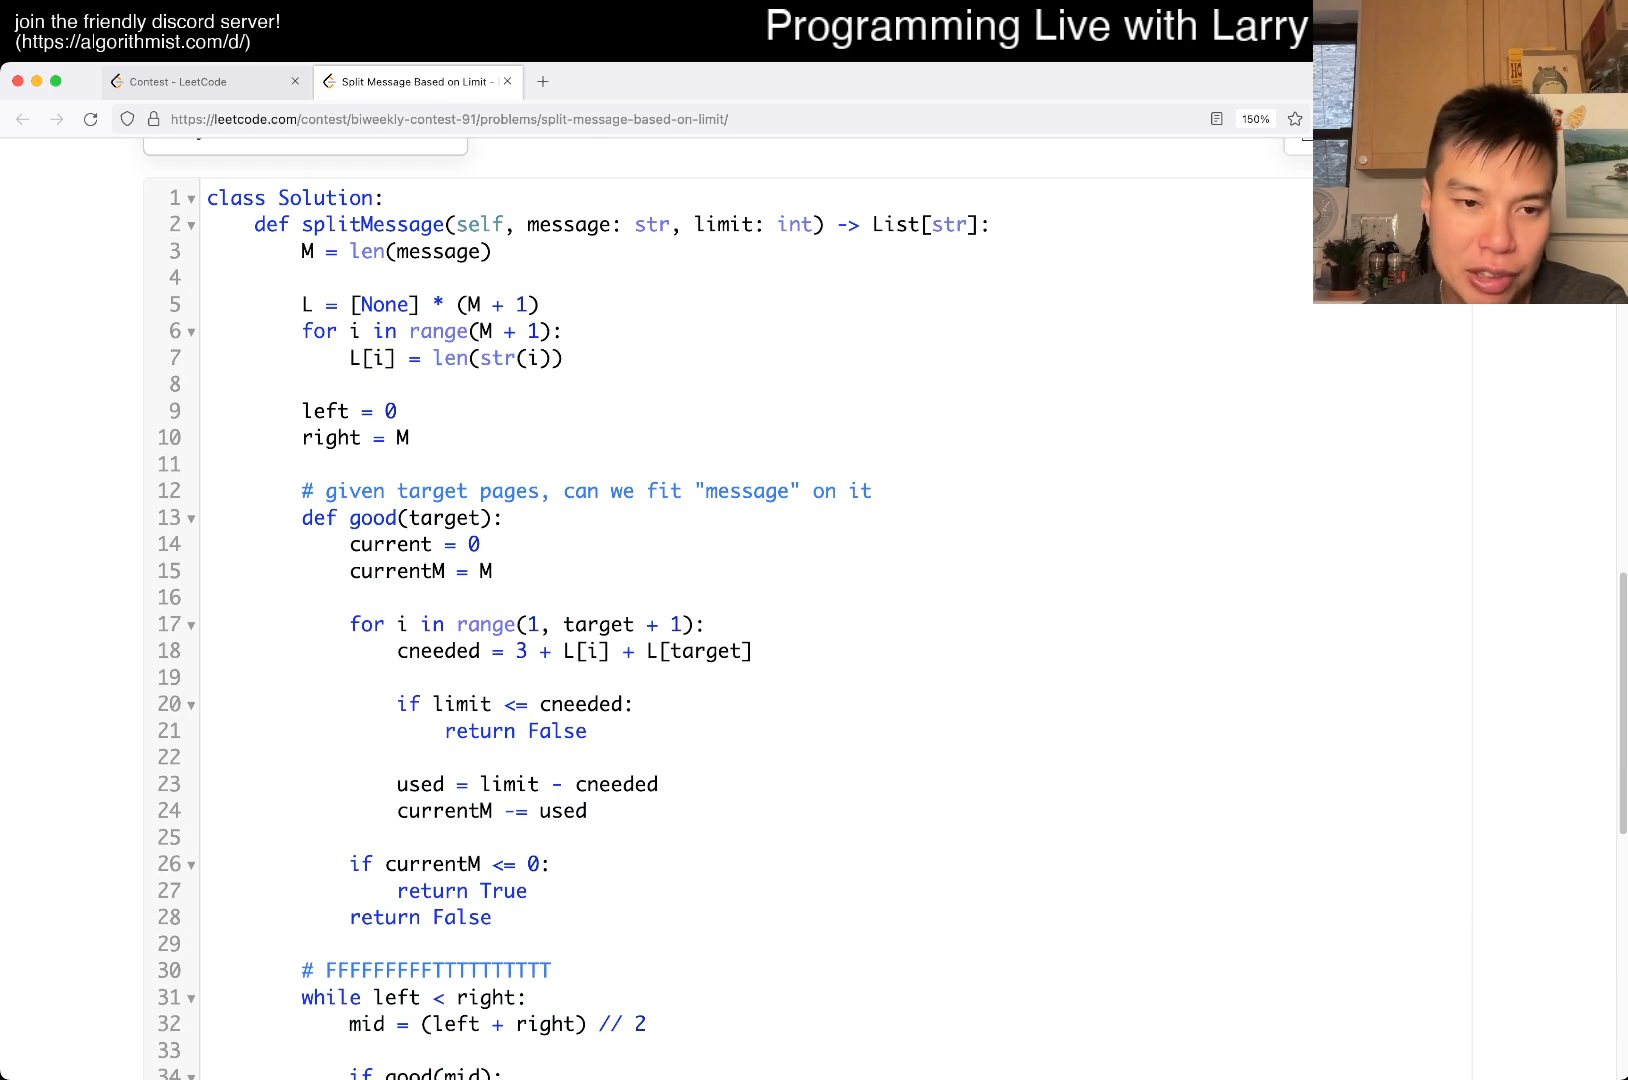 join the friendly discord server!
(https://algorithmist.com/d/)
Programming Live with Larry
Contest - LeetCode
Split Message Based on Limit -
https://leetcode.com/contest/biweekly-contest-91/problems/split-message-based-on-limit/
150%
1 class Solution:
2 def splitMessage(self, message: str, limit: int) -> List[str]:
3 M = len(message)
4
5 L = [None] * (M + 1)
6 for i in range(M + 1):
7 L[i] = len(str(i))
8
9 left = 0
10 right = M
11
12 # given target pages, can we fit "message" on it
13 def good(target):
14 current = 0
15 currentM = M
16
17 for i in range(1, target + 1):
18 cneeded = 3 + L[i] + L[target]
19
20 if limit <= cneeded:
21 return False
22
23 used = limit - cneeded
24 currentM -= used
25
26 if currentM <= 0:
27 return True
28 return False
29
30 # FFFFFFFFFTTTTTTTTTT
31 while left < right:
32 mid = (left + right) // 2
33
34 if good(mid):